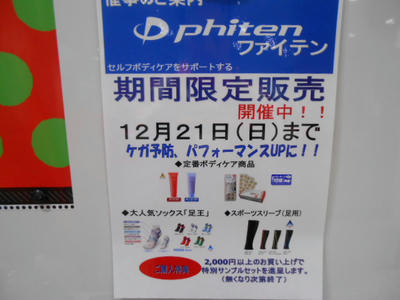 催事のご案内
phiten
ファイテン
セルフボディケアをサポートする
期間限定販売
開催中！！
12月21日(日)まで
ケガ予防、パフォーマンスUPに！！
◆定番ボディケア商品
◆大人気ソックス「足王」
◆スポーツスリーブ(足用)
ご購入特典
2,000円以上のお買い上げで
特別サンプルセットを進呈します。
(無くなり次第終了)